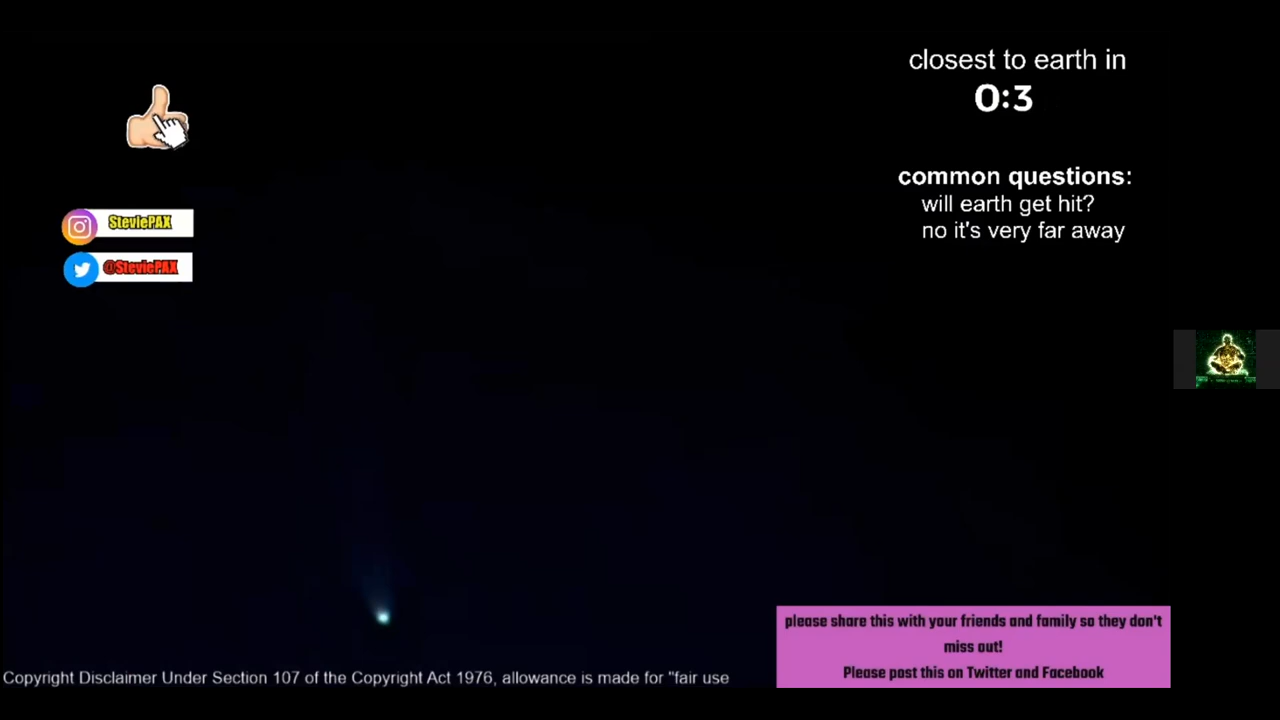 closest to earth in
0:3
common questions:
will earth get hit?
no it's very far away
SteviePAX
@SteviePAX
please share this with your friends and family so they don't
miss out!
Please post this on Twitter and Facebook
Copyright Disclaimer Under Section 107 of the Copyright Act 1976, allowance is made for "fair use